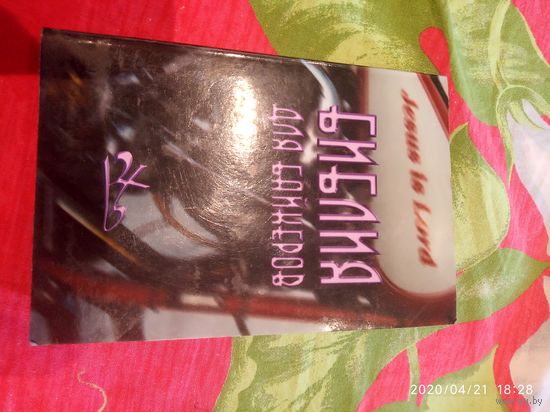 Jesus is Lord
БИБЛИЯ
ДЛЯ БАЙКЕРОВ
2020/04/21 18:28